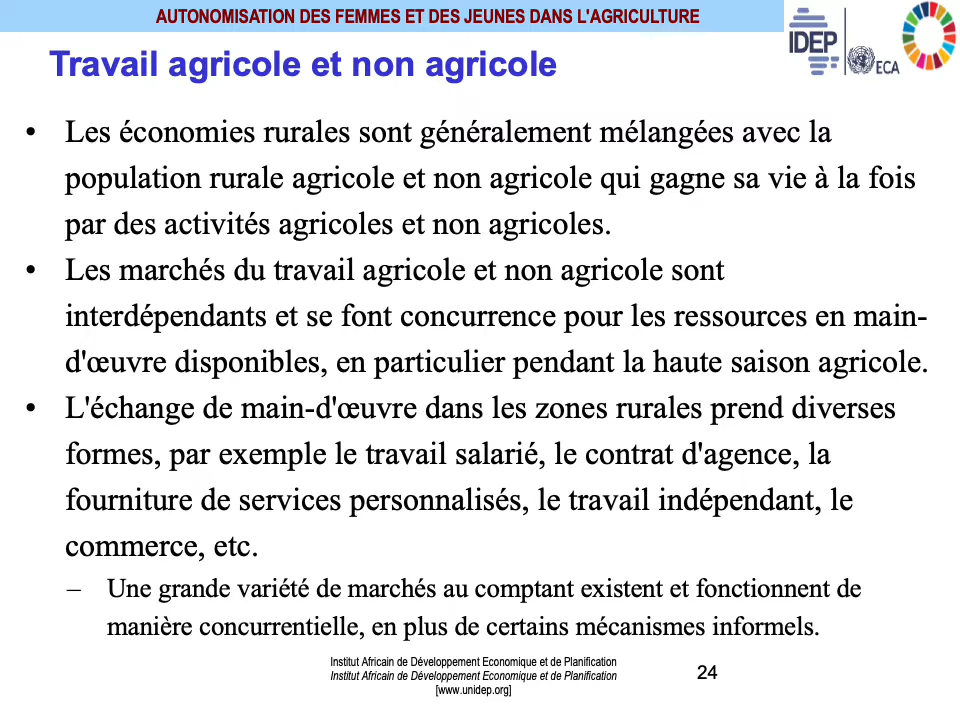 AUTONOMISATION DES FEMMES ET DES JEUNES DANS L'AGRICULTURE
IDEP
ECA
Travail agricole et non agricole
• Les économies rurales sont généralement mélangées avec la
population rurale agricole et non agricole qui gagne sa vie à la fois
par des activités agricoles et non agricoles.
• Les marchés du travail agricole et non agricole sont
interdépendants et se font concurrence pour les ressources en main-
d'œuvre disponibles, en particulier pendant la haute saison agricole.
• L'échange de main-d'œuvre dans les zones rurales prend diverses
formes, par exemple le travail salarié, le contrat d'agence, la
fourniture de services personnalisés, le travail indépendant, le
commerce, etc.
– Une grande variété de marchés au comptant existent et fonctionnent de
manière concurrentielle, en plus de certains mécanismes informels.
Institut Africain de Développement Economique et de Planification
Institut Africain de Développement Economique et de Planification
[www.unidep.org]
24